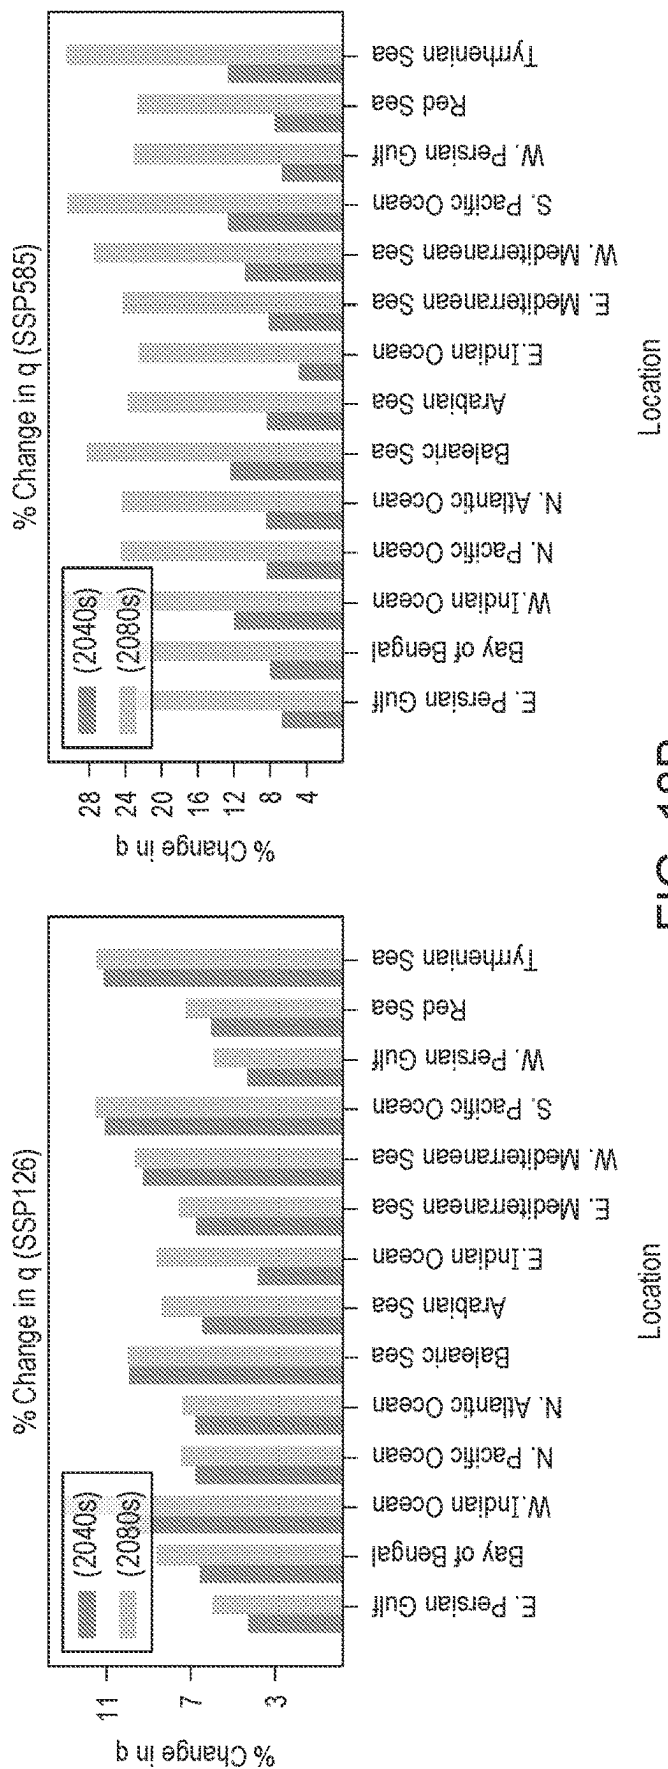 % Change in q (SSP126)
% Change in q
11
7
3
(2040s)
(2080s)
E. Persian Gulf
Bay of Bengal
W.Indian Ocean
N. Pacific Ocean
N. Atlantic Ocean
Balearic Sea
Arabian Sea
E.Indian Ocean
E. Mediterranean Sea
W. Mediterranean Sea
S. Pacific Ocean
W. Persian Gulf
Red Sea
Tyrrhenian Sea
Location
% Change in q (SSP585)
% Change in q
28
24
20
16
12
8
4
(2040s)
(2080s)
E. Persian Gulf
Bay of Bengal
W.Indian Ocean
N. Pacific Ocean
N. Atlantic Ocean
Balearic Sea
Arabian Sea
E.Indian Ocean
E. Mediterranean Sea
W. Mediterranean Sea
S. Pacific Ocean
W. Persian Gulf
Red Sea
Tyrrhenian Sea
Location